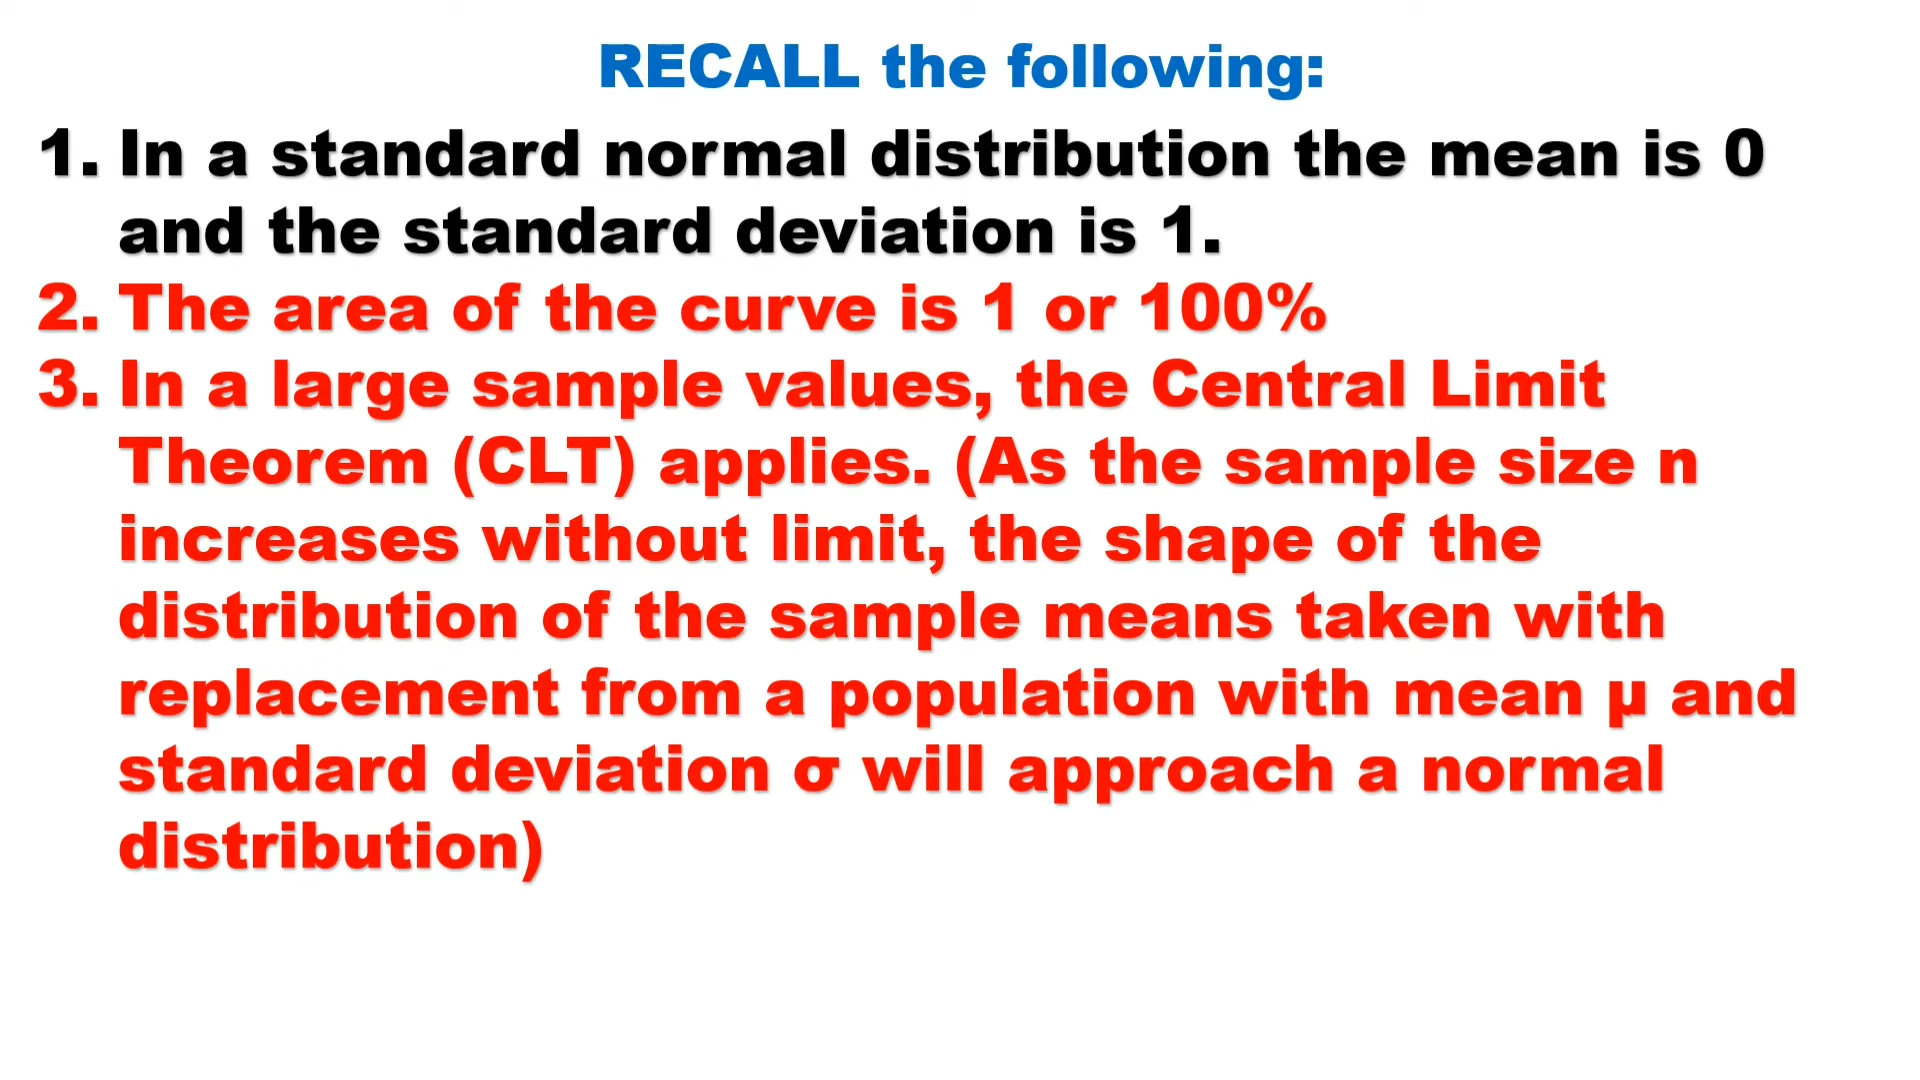 RECALL the following:
1. In a standard normal distribution the mean is 0
and the standard deviation is 1.
2. The area of the curve is 1 or 100%
3. In a large sample values, the Central Limit
Theorem (CLT) applies. (As the sample size n
increases without limit, the shape of the
distribution of the sample means taken with
replacement from a population with mean µ and
standard deviation σ will approach a normal
distribution)